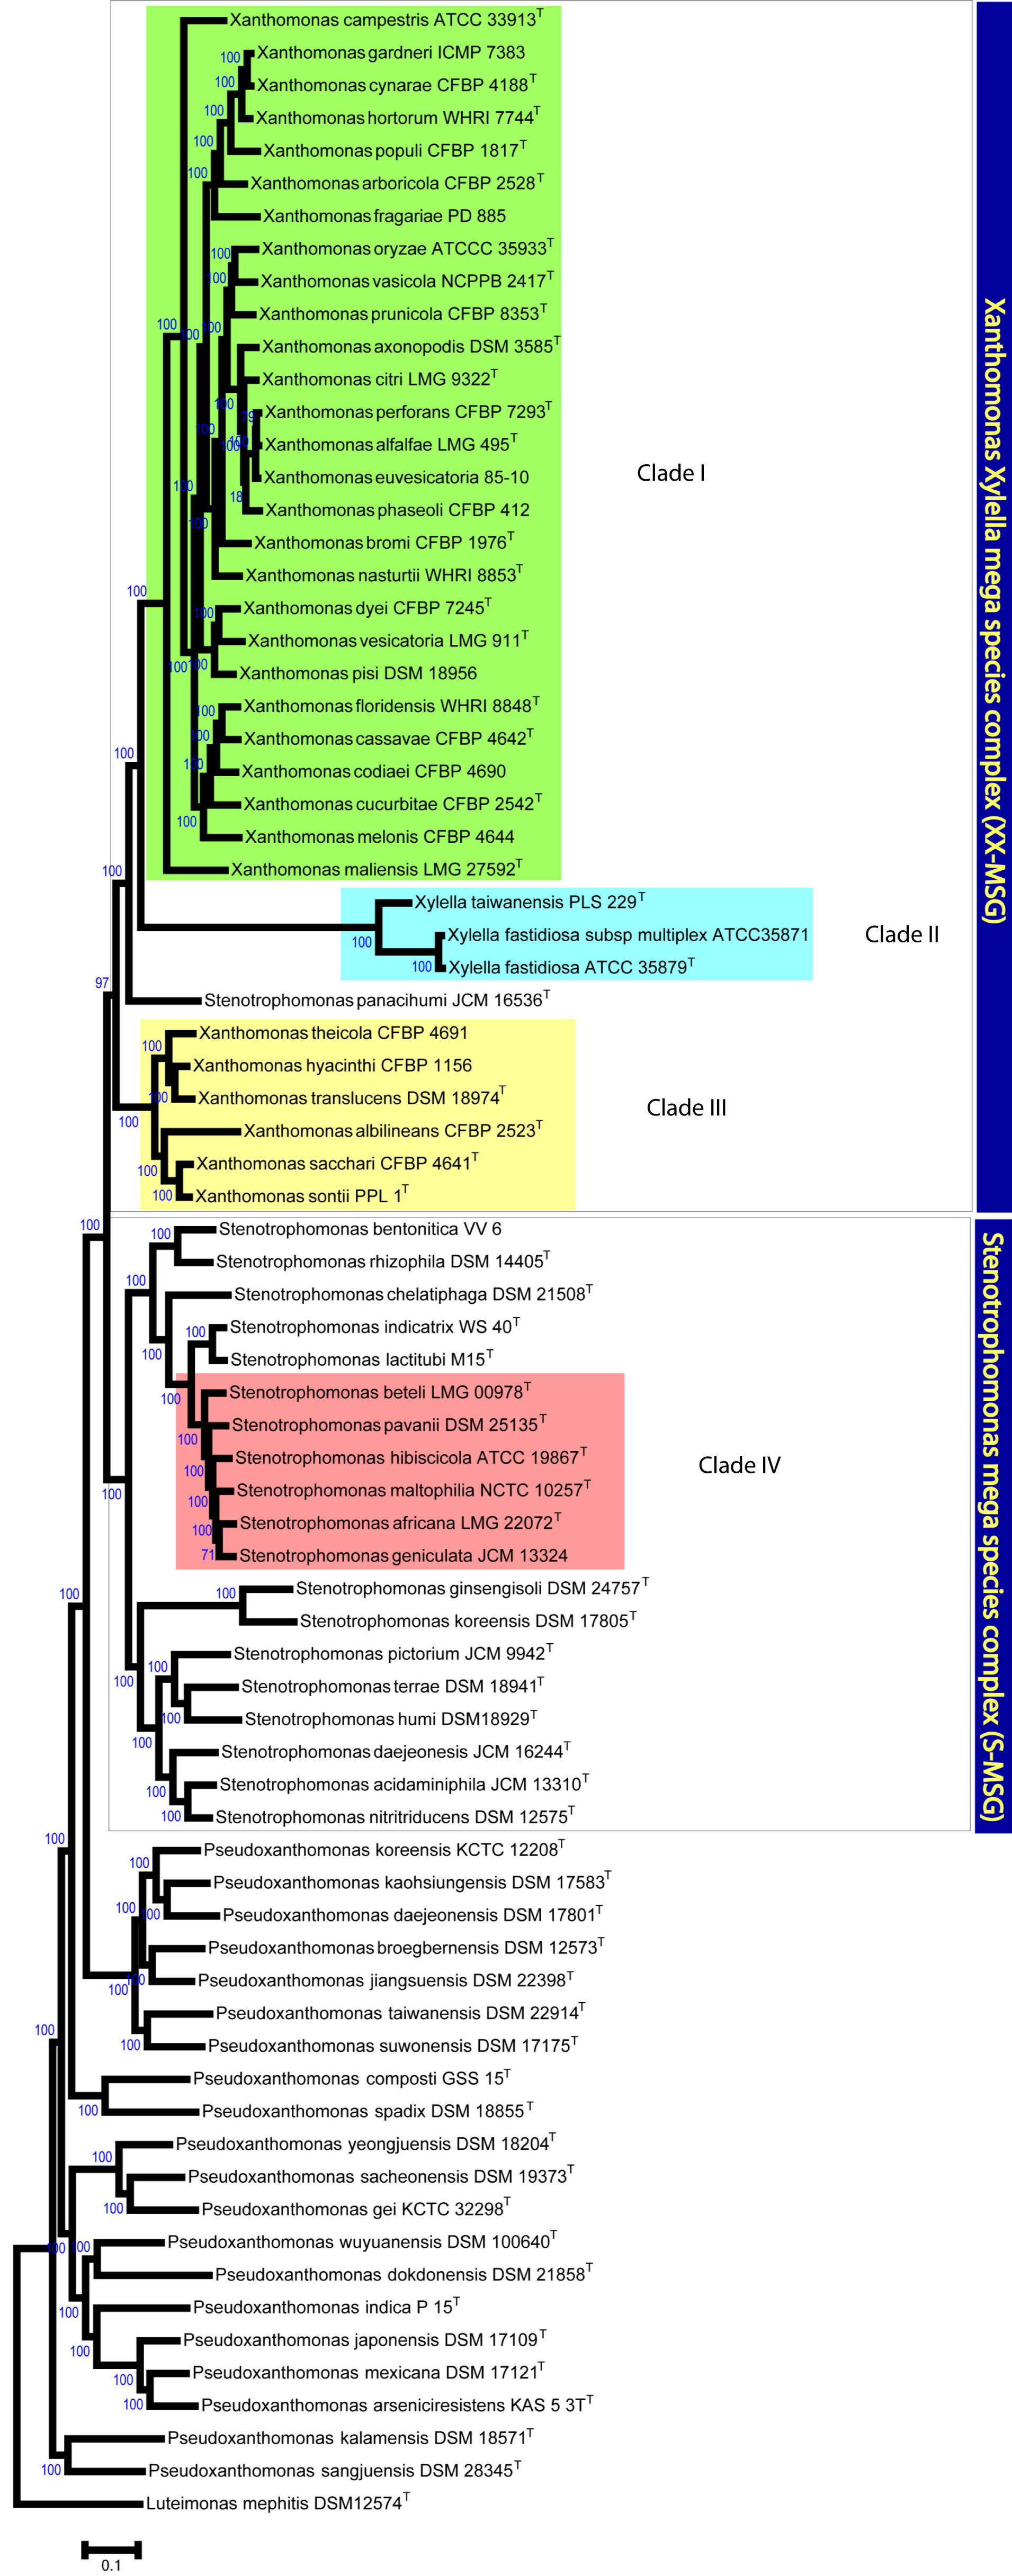 Xanthomonas campestris ATCC 33913T
Xanthomonas gardneri ICMP 7383
Xanthomonas cynarae CFBP 4188T
Xanthomonas hortorum WHRI 7744T
Xanthomonas populi CFBP 1817T
Xanthomonas arboricola CFBP 2528T
Xanthomonas fragariae PD 885
Xanthomonas oryzae ATCCC 35933T
Xanthomonas vasicola NCPPB 2417T
Xanthomonas prunicola CFBP 8353T
Xanthomonas axonopodis DSM 3585T
Xanthomonas citri LMG 9322T
Xanthomonas perforans CFBP 7293T
Xanthomonas alfalfae LMG 495T
Xanthomonas euvesicatoria 85-10
Xanthomonas phaseoli CFBP 412
Xanthomonas bromi CFBP 1976T
Xanthomonas nasturtii WHRI 8853T
Xanthomonas dyei CFBP 7245T
Xanthomonas vesicatoria LMG 911T
Xanthomonas pisi DSM 18956
Xanthomonas floridensis WHRI 8848T
Xanthomonas cassavae CFBP 4642T
Xanthomonas codiaei CFBP 4690
Xanthomonas cucurbitae CFBP 2542T
Xanthomonas melonis CFBP 4644
Xanthomonas maliensis LMG 27592T
Clade I
Xylella taiwanensis PLS 229T
Xylella fastidiosa subsp multiplex ATCC35871
Xylella fastidiosa ATCC 35879T
Clade II
Stenotrophomonas panacihumi JCM 16536T
Xanthomonas theicola CFBP 4691
Xanthomonas hyacinthi CFBP 1156
Xanthomonas translucens DSM 18974T
Xanthomonas albilineans CFBP 2523T
Xanthomonas sacchari CFBP 4641T
Xanthomonas sontii PPL 1T
Clade III
Xanthomonas Xylella mega species complex (XX-MSG)
Stenotrophomonas bentonitica VV 6
Stenotrophomonas rhizophila DSM 14405T
Stenotrophomonas chelatiphaga DSM 21508T
Stenotrophomonas indicatrix WS 40T
Stenotrophomonas lactitubi M15T
Stenotrophomonas beteli LMG 00978T
Stenotrophomonas pavanii DSM 25135T
Stenotrophomonas hibiscicola ATCC 19867T
Stenotrophomonas maltophilia NCTC 10257T
Stenotrophomonas africana LMG 22072T
Stenotrophomonas geniculata JCM 13324
Clade IV
Stenotrophomonas ginsengisoli DSM 24757T
Stenotrophomonas koreensis DSM 17805T
Stenotrophomonas pictorium JCM 9942T
Stenotrophomonas terrae DSM 18941T
Stenotrophomonas humi DSM18929T
Stenotrophomonas daejeonesis JCM 16244T
Stenotrophomonas acidaminiphila JCM 13310T
Stenotrophomonas nitritriducens DSM 12575T
Stenotrophomonas mega species complex (S-MSG)
Pseudoxanthomonas koreensis KCTC 12208T
Pseudoxanthomonas kaohsiungensis DSM 17583T
Pseudoxanthomonas daejeonensis DSM 17801T
Pseudoxanthomonas broegbernensis DSM 12573T
Pseudoxanthomonas jiangsuensis DSM 22398T
Pseudoxanthomonas taiwanensis DSM 22914T
Pseudoxanthomonas suwonensis DSM 17175T
Pseudoxanthomonas composti GSS 15T
Pseudoxanthomonas spadix DSM 18855T
Pseudoxanthomonas yeongjuensis DSM 18204T
Pseudoxanthomonas sacheonensis DSM 19373T
Pseudoxanthomonas gei KCTC 32298T
Pseudoxanthomonas wuyuanensis DSM 100640T
Pseudoxanthomonas dokdonensis DSM 21858T
Pseudoxanthomonas indica P 15T
Pseudoxanthomonas japonensis DSM 17109T
Pseudoxanthomonas mexicana DSM 17121T
Pseudoxanthomonas arseniciresistens KAS 5 3TT
Pseudoxanthomonas kalamensis DSM 18571T
Pseudoxanthomonas sangjuensis DSM 28345T
Luteimonas mephitis DSM12574T
0.1